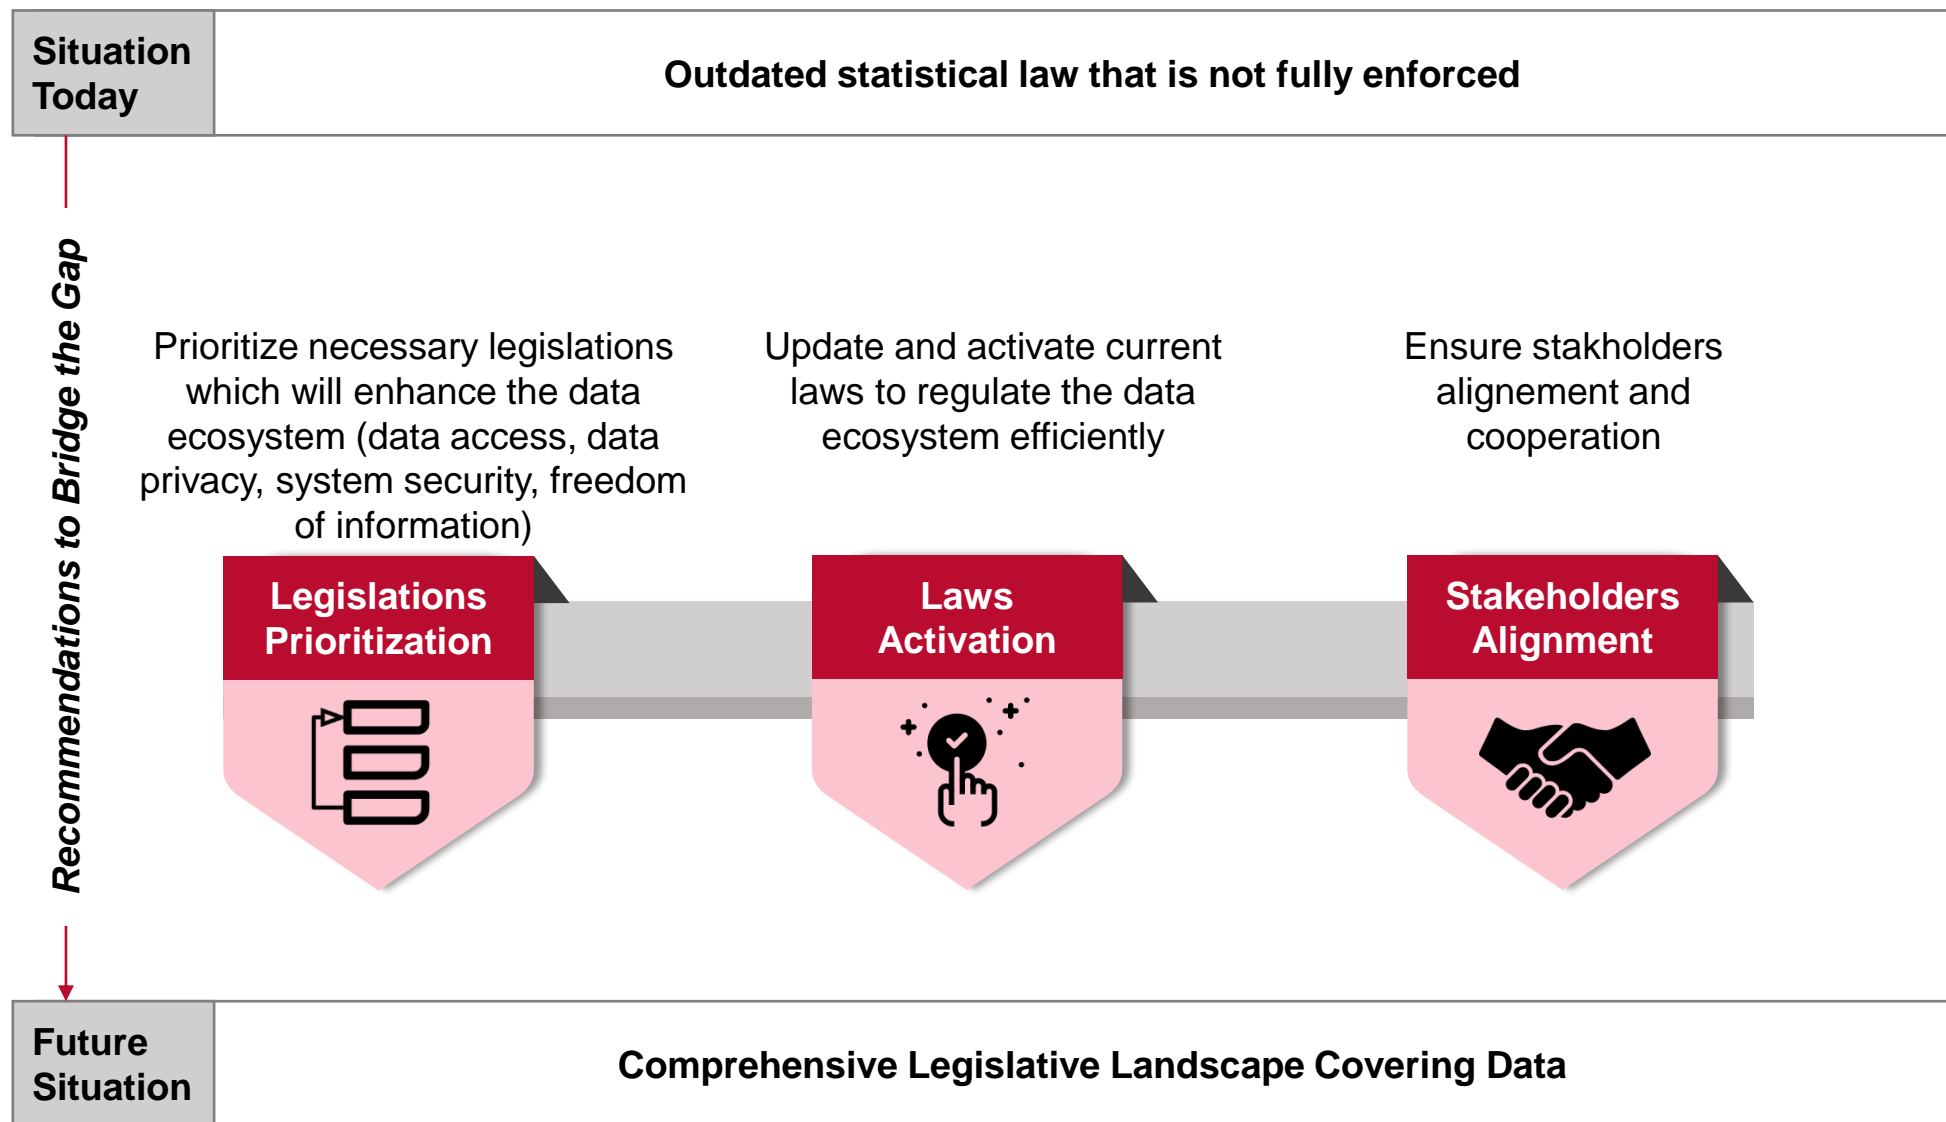 Situation
Today
Outdated statistical law that is not fully enforced
Recommendations to Bridge the Gap
Prioritize necessary legislations
which will enhance the data
ecosystem (data access, data
privacy, system security, freedom
of information)
Legislations
Prioritization
Update and activate current
laws to regulate the data
ecosystem efficiently
Laws
Activation
Ensure stakholders
alignement and
cooperation
Stakeholders
Alignment
Future
Situation
Comprehensive Legislative Landscape Covering Data